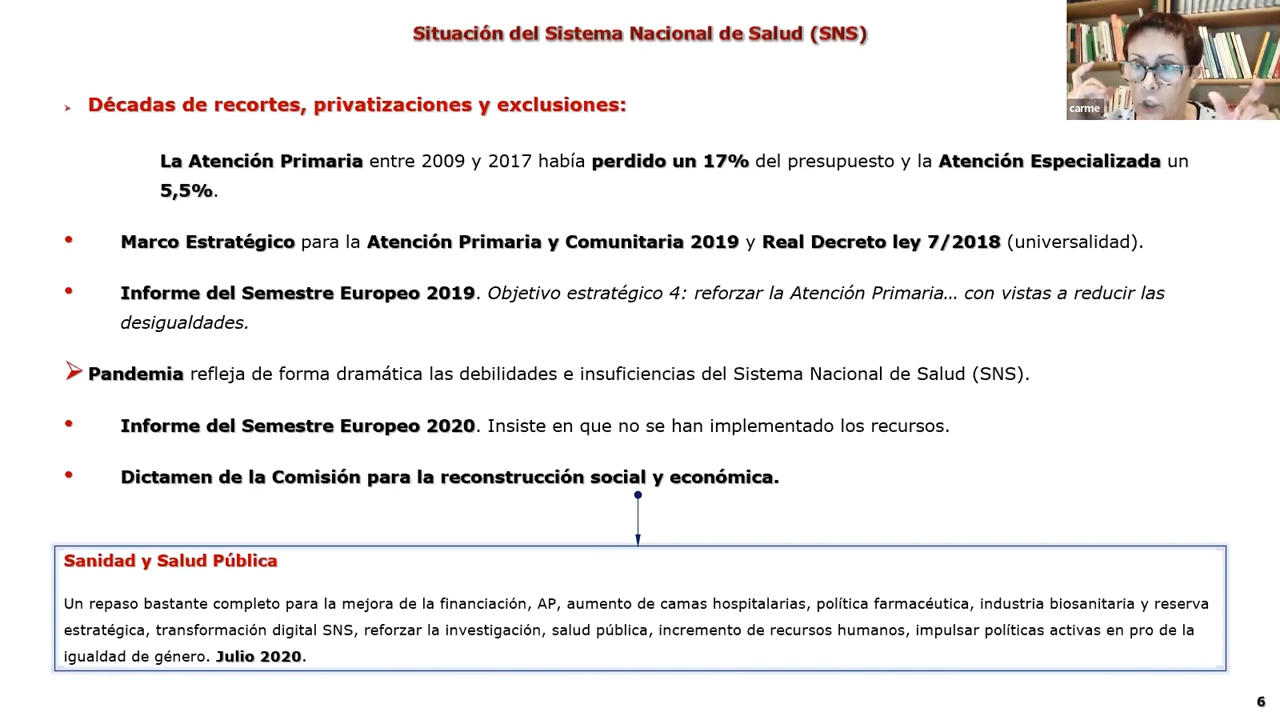 Situación del Sistema Nacional de Salud (SNS)
carme
Décadas de recortes, privatizaciones y exclusiones:
La Atención Primaria entre 2009 y 2017 había perdido un 17% del presupuesto y la Atención Especializada un
5,5%.
Marco Estratégico para la Atención Primaria y Comunitaria 2019 y Real Decreto ley 7/2018 (universalidad).
Informe del Semestre Europeo 2019. Objetivo estratégico 4: reforzar la Atención Primaria… con vistas a reducir las
desigualdades.
Pandemia refleja de forma dramática las debilidades e insuficiencias del Sistema Nacional de Salud (SNS).
Informe del Semestre Europeo 2020. Insiste en que no se han implementado los recursos.
Dictamen de la Comisión para la reconstrucción social y económica.
Sanidad y Salud Pública
Un repaso bastante completo para la mejora de la financiación, AP, aumento de camas hospitalarias, política farmacéutica, industria biosanitaria y reserva
estratégica, transformación digital SNS, reforzar la investigación, salud pública, incremento de recursos humanos, impulsar políticas activas en pro de la
igualdad de género. Julio 2020.
6